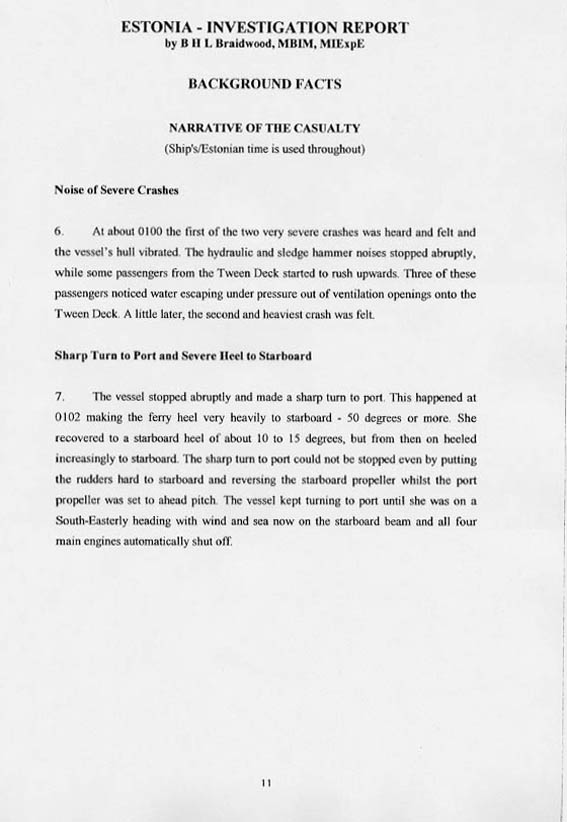 ESTONIA - INVESTIGATION REPORT
by B H L Braidwood, MBIM, MIExpE
BACKGROUND FACTS
NARRATIVE OF THE CASUALTY
(Ship's/Estonian time is used throughout)
Noise of Severe Crashes
6. At about 0100 the first of the two very severe crashes was heard and felt and
the vessel's hull vibrated. The hydraulic and sledge hammer noises stopped abruptly,
while some passengers from the Tween Deck started to rush upwards. Three of these
passengers noticed water escaping under pressure out of ventilation openings onto the
Tween Deck. A little later, the second and heaviest crash was felt.
Sharp Turn to Port and Severe Heel to Starboard
7. The vessel stopped abruptly and made a sharp turn to port. This happened at
0102 making the ferry heel very heavily to starboard - 50 degrees or more. She
recovered to a starboard heel of about 10 to 15 degrees, but from then on heeled
increasingly to starboard. The sharp turn to port could not be stopped even by putting
the rudders hard to starboard and reversing the starboard propeller whilst the port
propeller was set to ahead pitch. The vessel kept turning to port until she was on a
South-Easterly heading with wind and sea now on the starboard beam and all four
main engines automatically shut off.
11